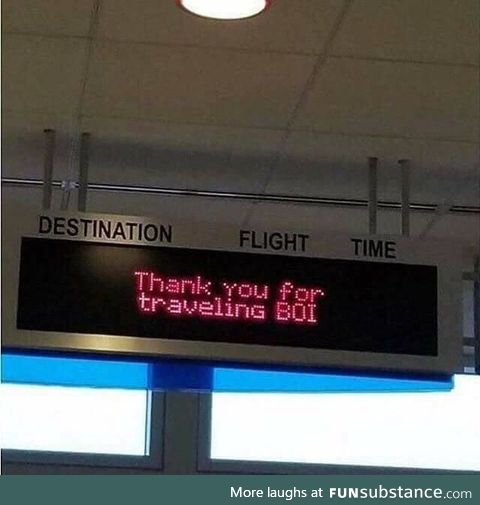 DESTINATION FLIGHT TIME
Thank you for
traveling BOI
More laughs at FUNsubstance.com